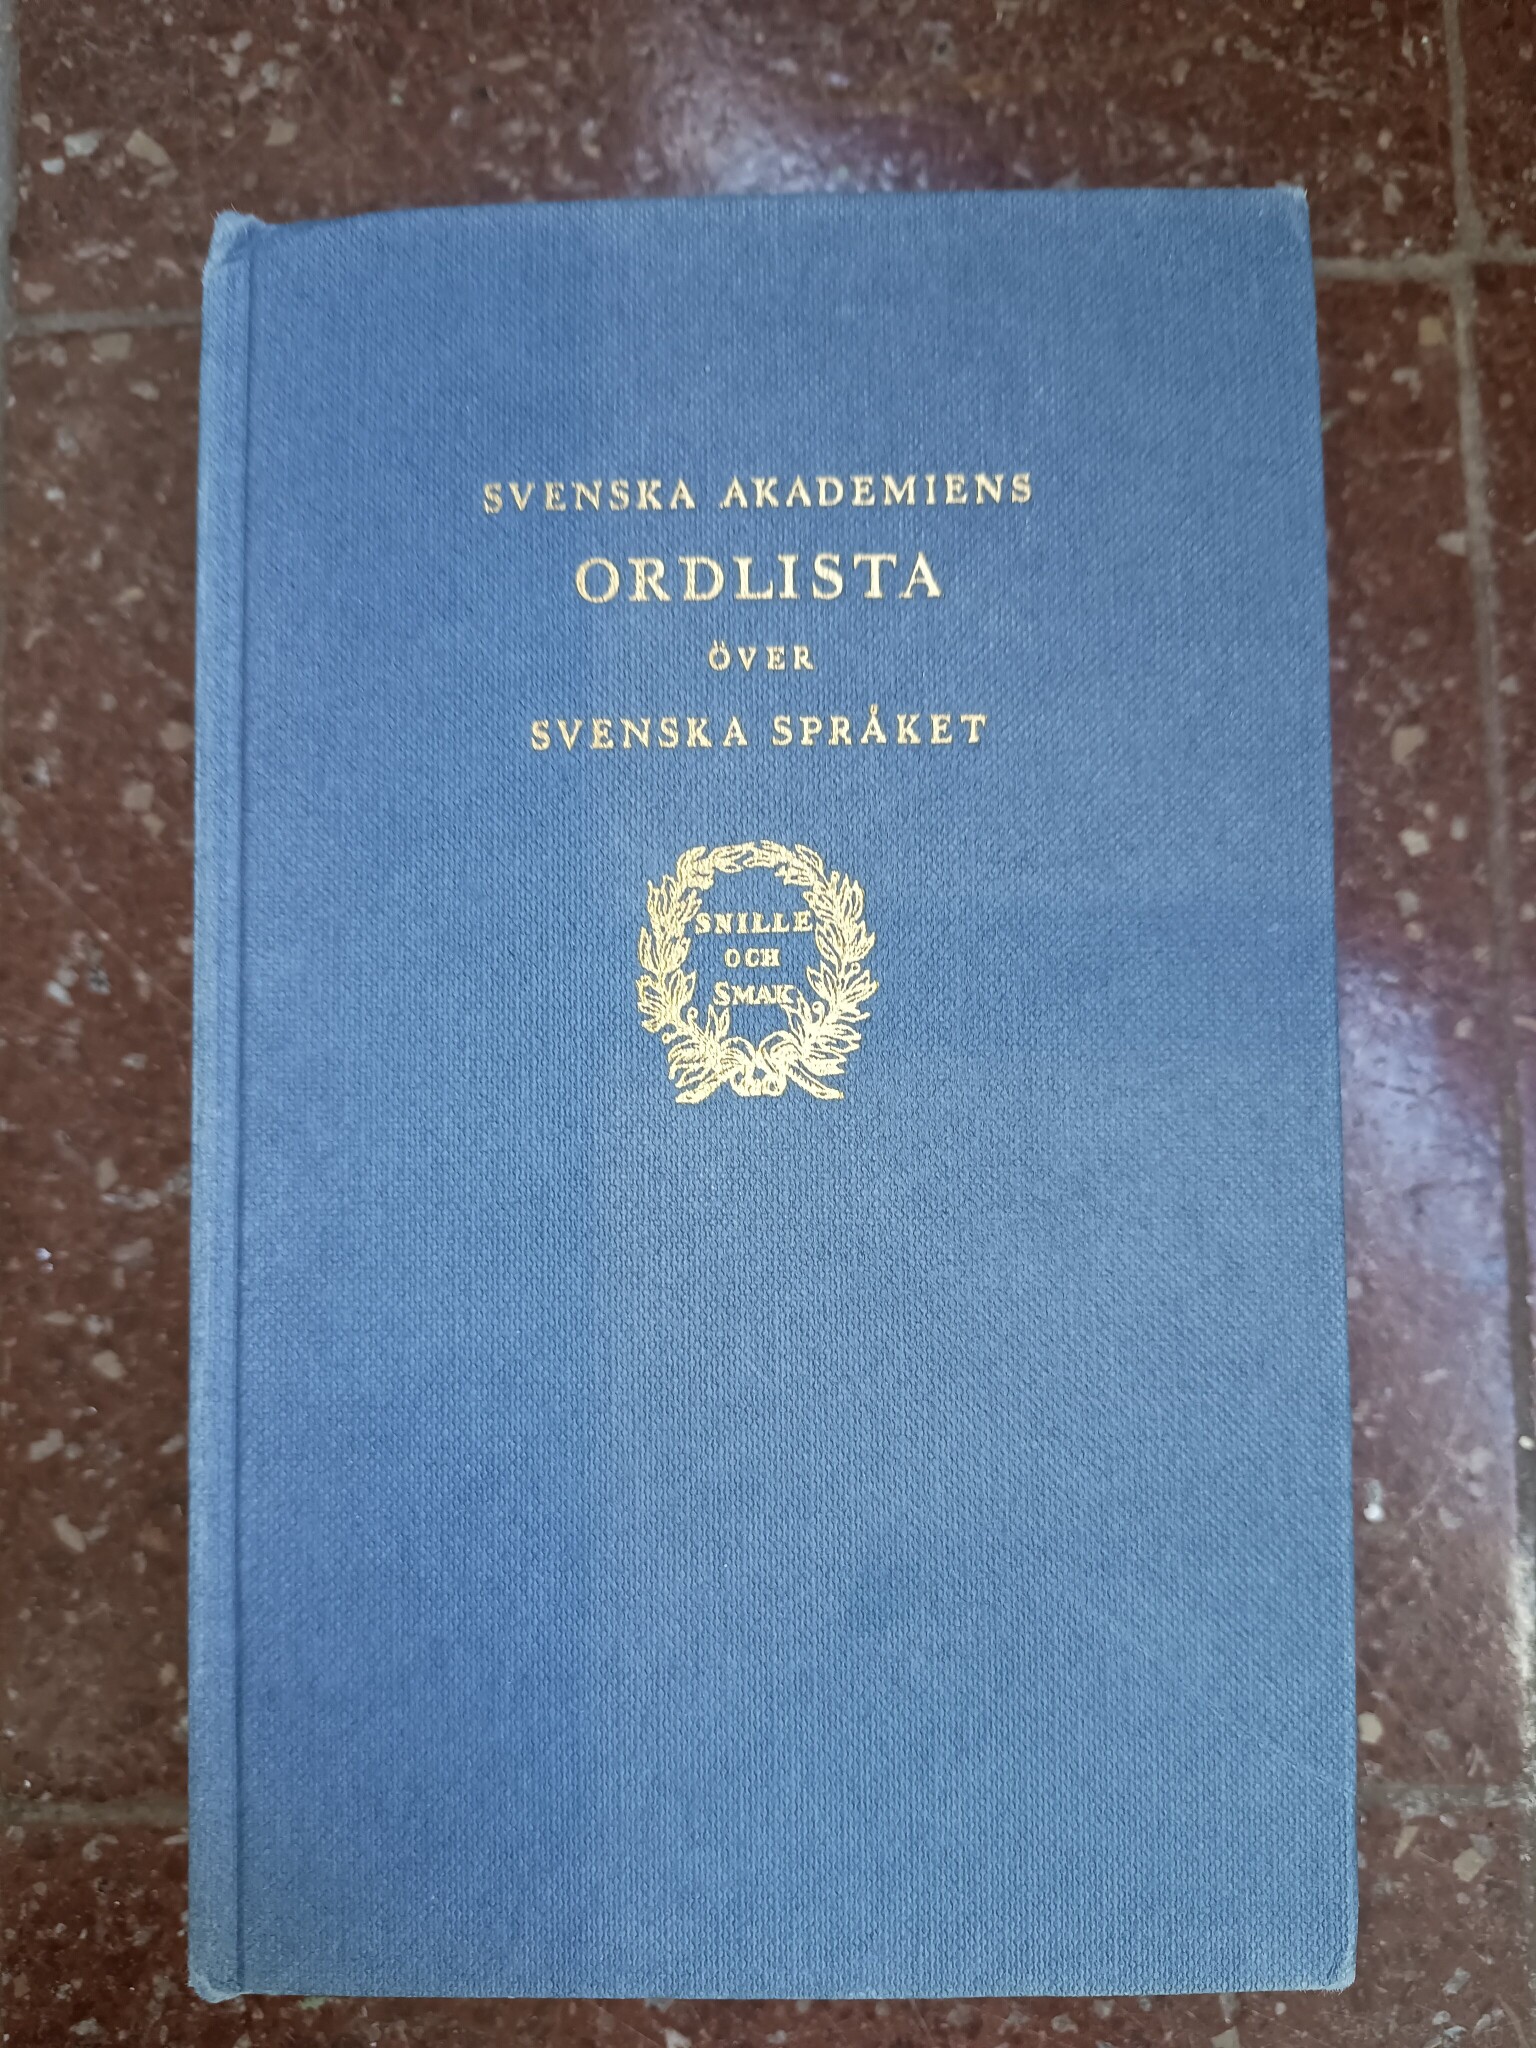 SVENSKA AKADEMIENS
ORDLISTA
ÖVER
SVENSKA SPRÅKET
SNILLE
OCH
SMAK